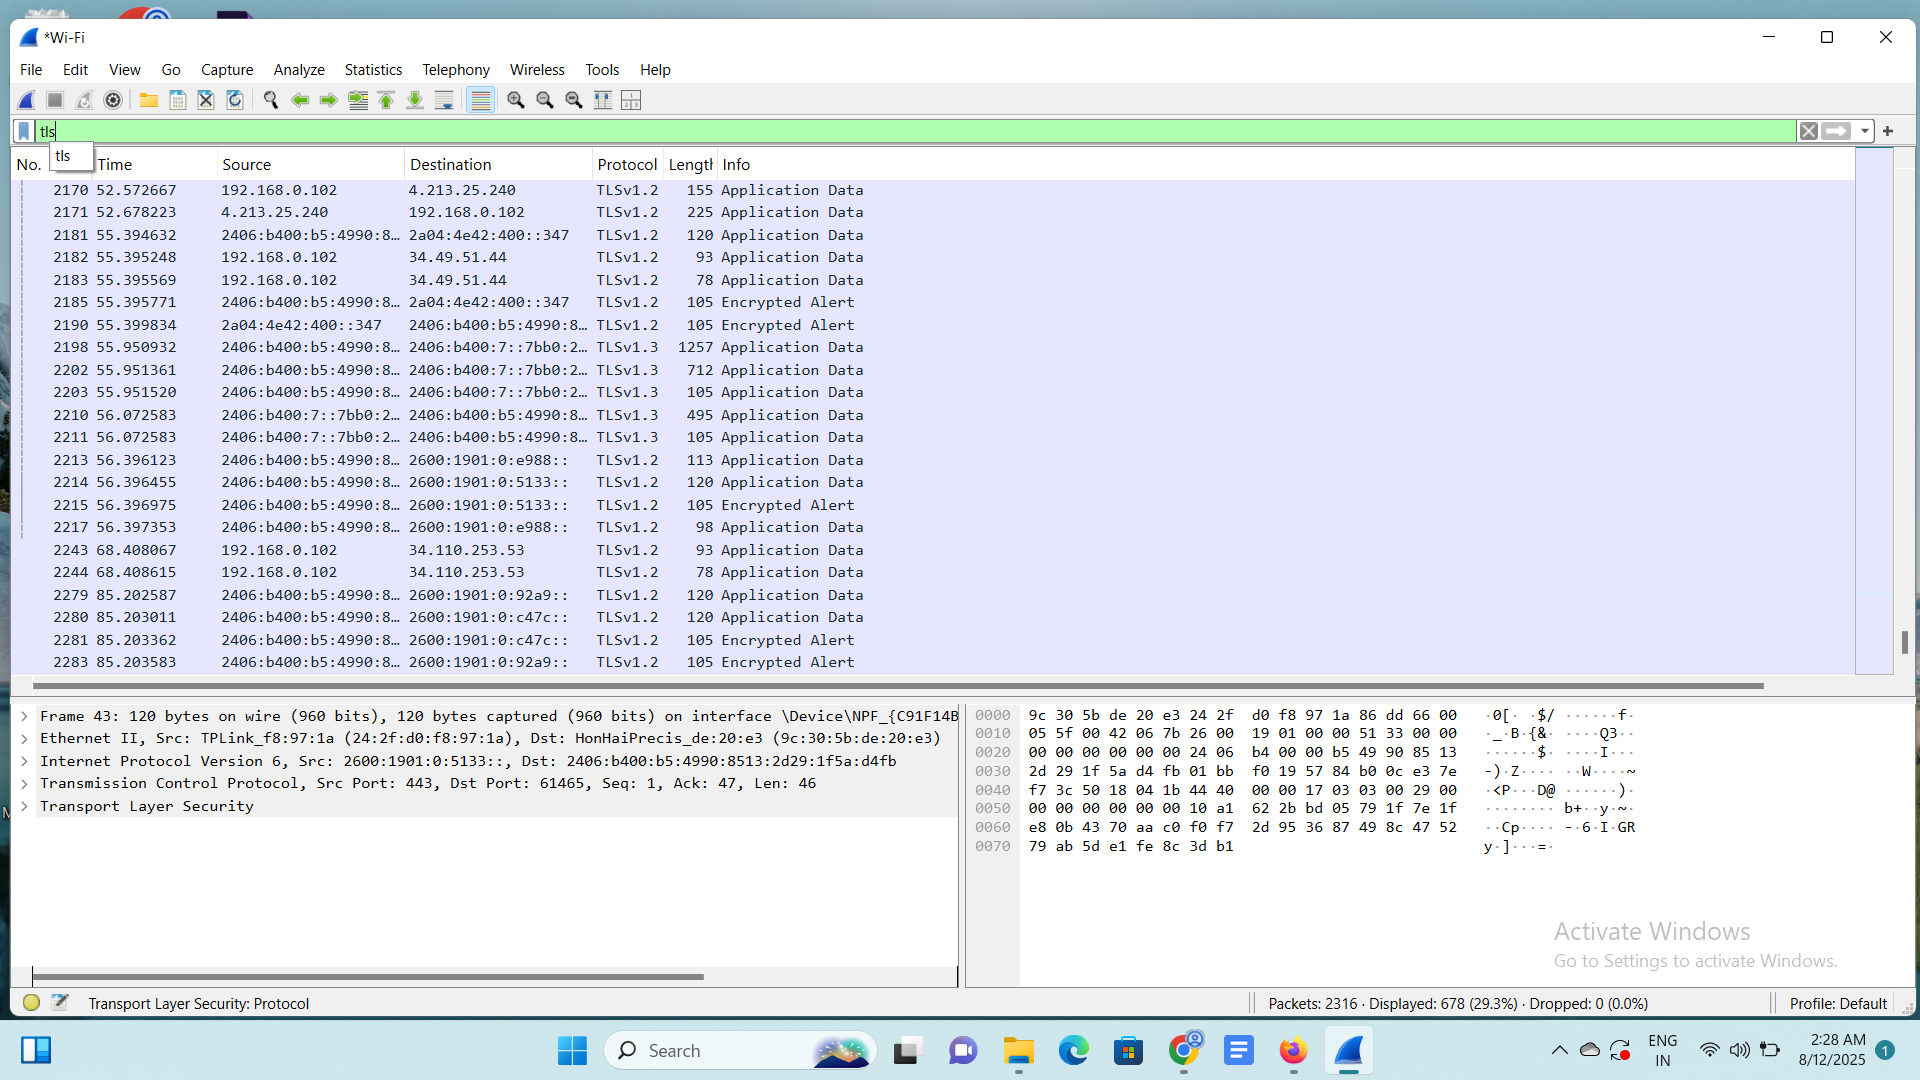 *Wi-Fi
File Edit View Go Capture Analyze Statistics Telephony Wireless Tools Help
tls
tls
No. Time Source Destination Protocol Length Info
2170 52.572667 192.168.0.102 4.213.25.240 TLSv1.2 155 Application Data
2171 52.678223 4.213.25.240 192.168.0.102 TLSv1.2 225 Application Data
2181 55.394632 2406:b400:b5:4990:8… 2a04:4e42:400::347 TLSv1.2 120 Application Data
2182 55.395248 192.168.0.102 34.49.51.44 TLSv1.2 93 Application Data
2183 55.395569 192.168.0.102 34.49.51.44 TLSv1.2 78 Application Data
2185 55.395771 2406:b400:b5:4990:8… 2a04:4e42:400::347 TLSv1.2 105 Encrypted Alert
2190 55.399834 2a04:4e42:400::347 2406:b400:b5:4990:8… TLSv1.2 105 Encrypted Alert
2198 55.950932 2406:b400:b5:4990:8… 2406:b400:7::7bb0:2… TLSv1.3 1257 Application Data
2202 55.951361 2406:b400:b5:4990:8… 2406:b400:7::7bb0:2… TLSv1.3 712 Application Data
2203 55.951520 2406:b400:b5:4990:8… 2406:b400:7::7bb0:2… TLSv1.3 105 Application Data
2210 56.072583 2406:b400:7::7bb0:2… 2406:b400:b5:4990:8… TLSv1.3 495 Application Data
2211 56.072583 2406:b400:7::7bb0:2… 2406:b400:b5:4990:8… TLSv1.3 105 Application Data
2213 56.396123 2406:b400:b5:4990:8… 2600:1901:0:e988:: TLSv1.2 113 Application Data
2214 56.396455 2406:b400:b5:4990:8… 2600:1901:0:5133:: TLSv1.2 120 Application Data
2215 56.396975 2406:b400:b5:4990:8… 2600:1901:0:5133:: TLSv1.2 105 Encrypted Alert
2217 56.397353 2406:b400:b5:4990:8… 2600:1901:0:e988:: TLSv1.2 98 Application Data
2243 68.408067 192.168.0.102 34.110.253.53 TLSv1.2 93 Application Data
2244 68.408615 192.168.0.102 34.110.253.53 TLSv1.2 78 Application Data
2279 85.202587 2406:b400:b5:4990:8… 2600:1901:0:92a9:: TLSv1.2 120 Application Data
2280 85.203011 2406:b400:b5:4990:8… 2600:1901:0:c47c:: TLSv1.2 120 Application Data
2281 85.203362 2406:b400:b5:4990:8… 2600:1901:0:c47c:: TLSv1.2 105 Encrypted Alert
2283 85.203583 2406:b400:b5:4990:8… 2600:1901:0:92a9:: TLSv1.2 105 Encrypted Alert
Frame 43: 120 bytes on wire (960 bits), 120 bytes captured (960 bits) on interface \Device\NPF_{C91F14B
Ethernet II, Src: TPLink_f8:97:1a (24:2f:d0:f8:97:1a), Dst: HonHaiPrecis_de:20:e3 (9c:30:5b:de:20:e3)
Internet Protocol Version 6, Src: 2600:1901:0:5133::, Dst: 2406:b400:b5:4990:8513:2d29:1f5a:d4fb
Transmission Control Protocol, Src Port: 443, Dst Port: 61465, Seq: 1, Ack: 47, Len: 46
Transport Layer Security
0000 9c 30 5b de 20 e3 24 2f d0 f8 97 1a 86 dd 66 00 ·0[· ·$/ ······f·
0010 05 5f 00 42 06 7b 26 00 19 01 00 00 51 33 00 00 ·_·B·{&· ····Q3··
0020 00 00 00 00 00 00 24 06 b4 00 00 b5 49 90 85 13 ······$· ····I···
0030 2d 29 1f 5a d4 fb 01 bb f0 19 57 84 b0 0c e3 7e -)·Z···· ··W····~
0040 f7 3c 50 18 04 1b 44 40 00 00 17 03 03 00 29 00 ·<P···D@ ······)·
0050 00 00 00 00 00 00 10 a1 62 2b bd 05 79 1f 7e 1f ········ b+··y·~·
0060 e8 0b 43 70 aa c0 f0 f7 2d 95 36 87 49 8c 47 52 ··Cp···· -·6·I·GR
0070 79 ab 5d e1 fe 8c 3d b1 y·]···=·
Activate Windows
Go to Settings to activate Windows.
Transport Layer Security: Protocol Packets: 2316 · Displayed: 678 (29.3%) · Dropped: 0 (0.0%) Profile: Default
Search ENG 2:28 AM
IN 8/12/2025 1